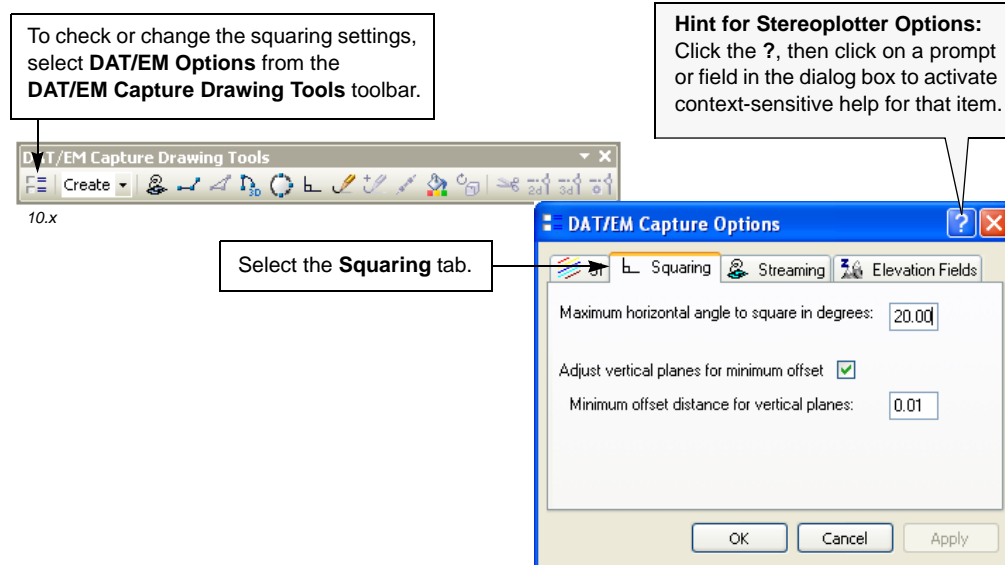 To check or change the squaring settings,
select DAT/EM Options from the
DAT/EM Capture Drawing Tools toolbar.
Hint for Stereoplotter Options:
Click the ?, then click on a prompt
or field in the dialog box to activate
context-sensitive help for that item.
DAT/EM Capture Drawing Tools
Create
3D
2d
3d
10.x
DAT/EM Capture Options
Select the Squaring tab.
Squaring
Streaming
Elevation Fields
Maximum horizontal angle to square in degrees: 20.00
Adjust vertical planes for minimum offset
Minimum offset distance for vertical planes: 0.01
OK
Cancel
Apply